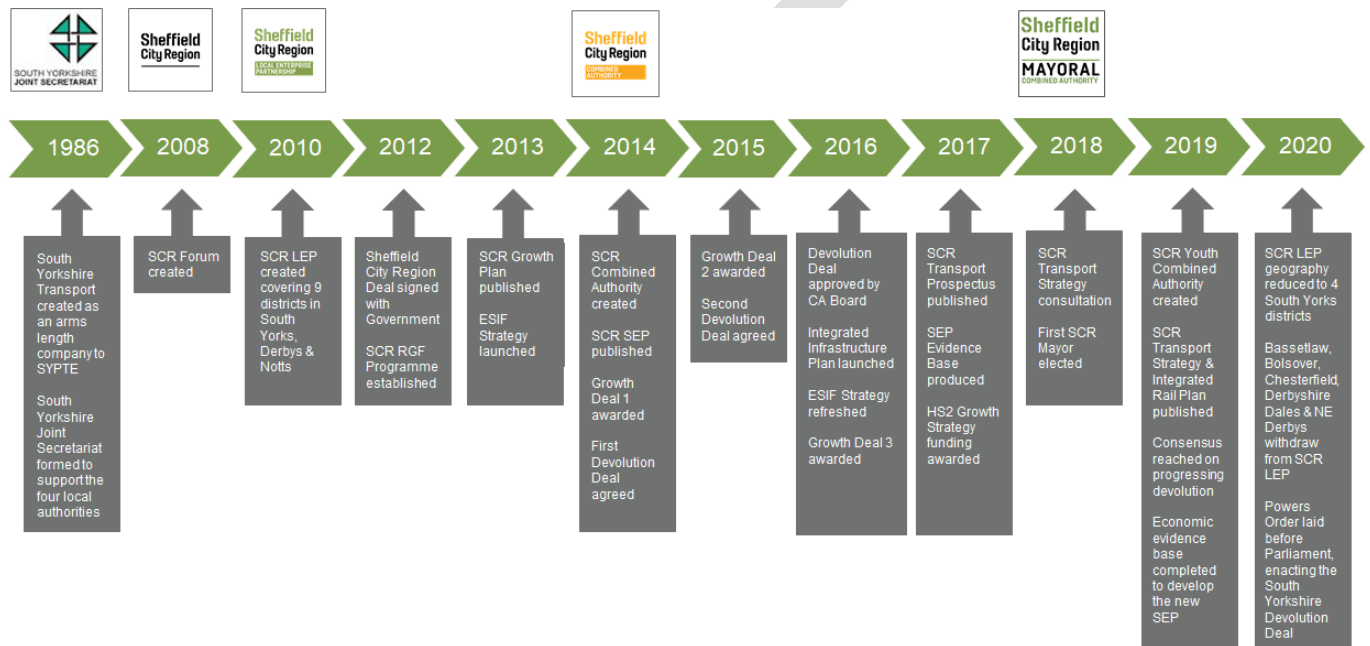 SOUTH YORKSHIRE
JOINT SECRETARIAT
Sheffield
City Region
Sheffield
City Region
LOCAL ENTERPRISE
PARTNERSHIP
Sheffield
City Region
COMBINED
AUTHORITY
Sheffield
City Region
MAYORAL
COMBINED AUTHORITY
1986
2008
2010
2012
2013
2014
2015
2016
2017
2018
2019
2020
South
Yorkshire
Transport
created as
an arms
length
company to
SYPTE
South
Yorkshire
Joint
Secretariat
formed to
support the
four local
authorities
SCR Forum
created
SCR LEP
created
covering 9
districts in
South
Yorks,
Derbys &
Notts
Sheffield
City Region
Deal signed
with
Government
SCR RGF
Programme
established
SCR Growth
Plan
published
ESIF
Strategy
launched
SCR
Combined
Authority
created
SCR SEP
published
Growth
Deal 1
awarded
First
Devolution
Deal
agreed
Growth Deal
2 awarded
Second
Devolution
Deal agreed
Devolution
Deal
approved by
CA Board
Integrated
Infrastructure
Plan launched
ESIF Strategy
refreshed
Growth Deal 3
awarded
SCR
Transport
Prospectus
published
SEP
Evidence
Base
produced
HS2 Growth
Strategy
funding
awarded
SCR
Transport
Strategy
consultation
First SCR
Mayor
elected
SCR Youth
Combined
Authority
created
SCR
Transport
Strategy &
Integrated
Rail Plan
published
Consensus
reached on
progressing
devolution
Economic
evidence
base
completed
to develop
the new
SEP
SCR LEP
geography
reduced to 4
South Yorks
districts
Bassetlaw,
Bolsover,
Chesterfield,
Derbyshire
Dales & NE
Derbys
withdraw
from SCR
LEP
Powers
Order laid
before
Parliament,
enacting the
South
Yorkshire
Devolution
Deal